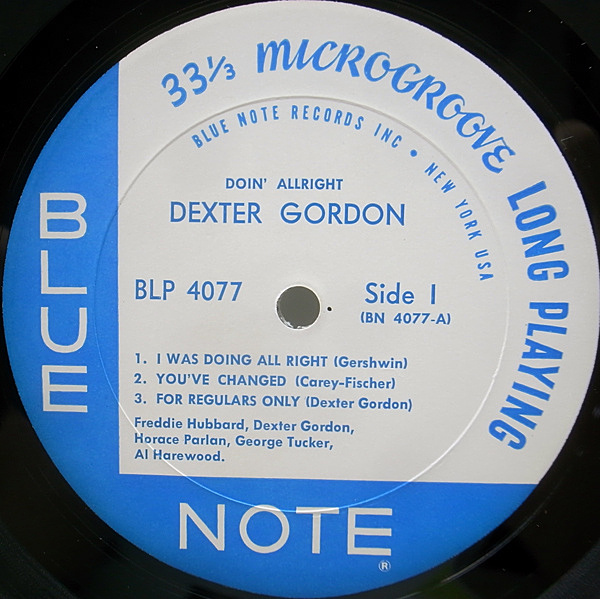 33⅓ MICROGROOVE LONG PLAYING
BLUE NOTE RECORDS INC • NEW YORK USA
DOIN' ALLRIGHT
DEXTER GORDON
BLP 4077
Side 1
(BN 4077-A)
1. I WAS DOING ALL RIGHT (Gershwin)
2. YOU'VE CHANGED (Carey-Fischer)
3. FOR REGULARS ONLY (Dexter Gordon)
Freddie Hubbard, Dexter Gordon,
Horace Parlan, George Tucker,
Al Harewood.
BLUE
NOTE
®